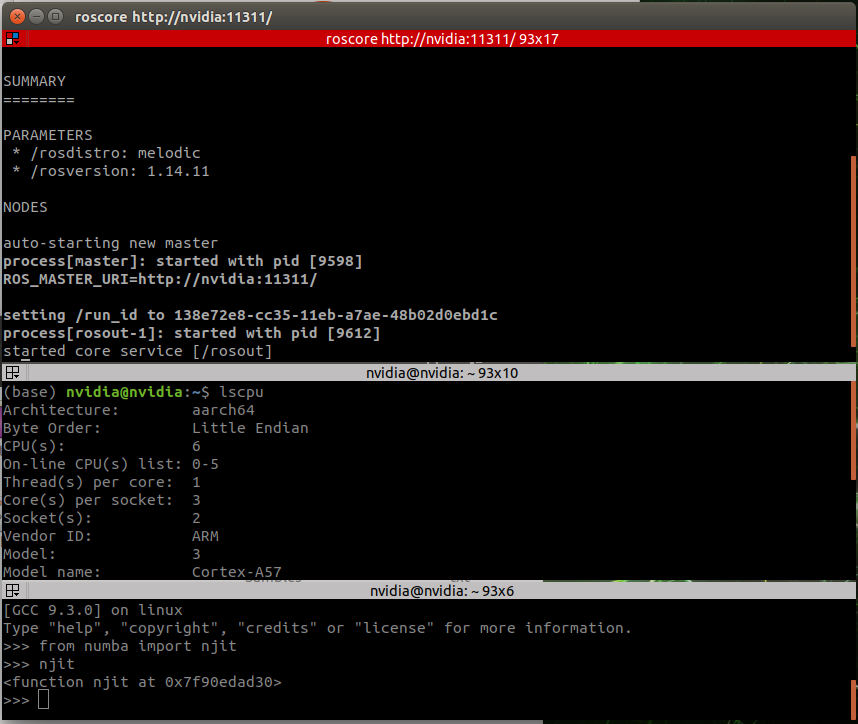 roscore http://nvidia:11311/
roscore http://nvidia:11311/ 93x17
SUMMARY
========
PARAMETERS
* /rosdistro: melodic
* /rosversion: 1.14.11
NODES
auto-starting new master
process[master]: started with pid [9598]
ROS_MASTER_URI=http://nvidia:11311/
setting /run_id to 138e72e8-cc35-11eb-a7ae-48b02d0ebd1c
process[rosout-1]: started with pid [9612]
started core service [/rosout]
nvidia@nvidia: ~ 93x10
(base) nvidia@nvidia:~$ lscpu
Architecture: aarch64
Byte Order: Little Endian
CPU(s): 6
On-line CPU(s) list: 0-5
Thread(s) per core: 1
Core(s) per socket: 3
Socket(s): 2
Vendor ID: ARM
Model: 3
Model name: Cortex-A57
nvidia@nvidia: ~ 93x6
[GCC 9.3.0] on linux
Type "help", "copyright", "credits" or "license" for more information.
>>> from numba import njit
>>> njit
<function njit at 0x7f90edad30>
>>>